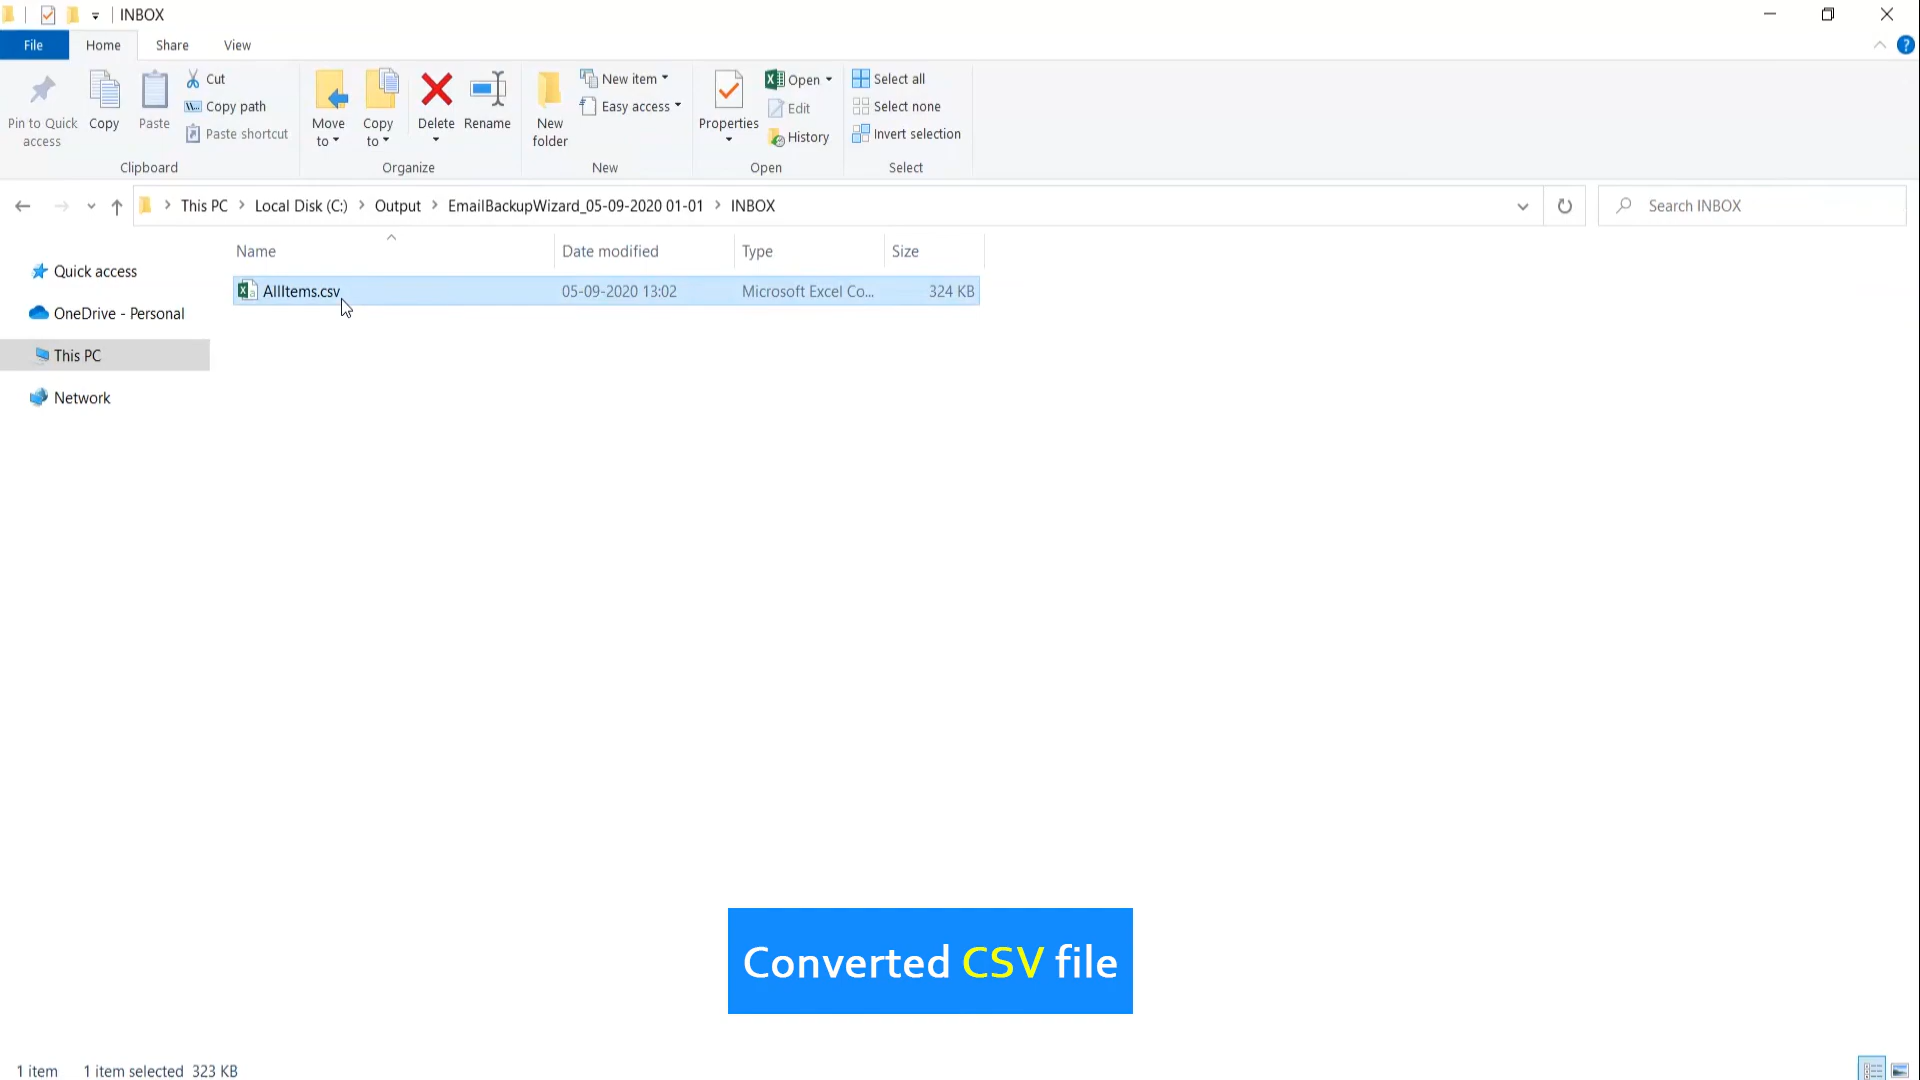 INBOX
File Home Share View
Pin to Quick access
Copy
Paste
Cut
Copy path
Paste shortcut
Clipboard
Move to
Copy to
Delete
Rename
Organize
New folder
New item
Easy access
New
Properties
Open
Edit
History
Open
Select all
Select none
Invert selection
Select
This PC > Local Disk (C:) > Output > EmailBackupWizard_05-09-2020 01-01 > INBOX
Search INBOX
Name Date modified Type Size
AllItems.csv 05-09-2020 13:02 Microsoft Excel Co... 324 KB
Quick access
OneDrive - Personal
This PC
Network
Converted CSV file
1 item 1 item selected 323 KB